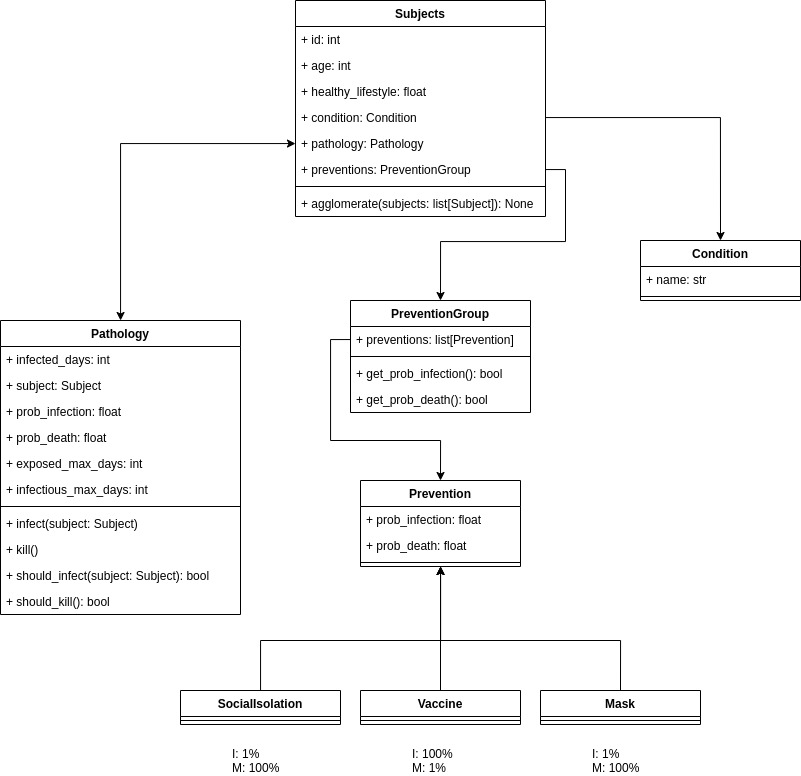 Subjects
+ id: int
+ age: int
+ healthy_lifestyle: float
+ condition: Condition
+ pathology: Pathology
+ preventions: PreventionGroup
+ agglomerate(subjects: list[Subject]): None
Condition
+ name: str
PreventionGroup
+ preventions: list[Prevention]
+ get_prob_infection(): bool
+ get_prob_death(): bool
Pathology
+ infected_days: int
+ subject: Subject
+ prob_infection: float
+ prob_death: float
+ exposed_max_days: int
+ infectious_max_days: int
+ infect(subject: Subject)
+ kill()
+ should_infect(subject: Subject): bool
+ should_kill(): bool
Prevention
+ prob_infection: float
+ prob_death: float
SocialIsolation
I: 1%
M: 100%
Vaccine
I: 100%
M: 1%
Mask
I: 1%
M: 100%